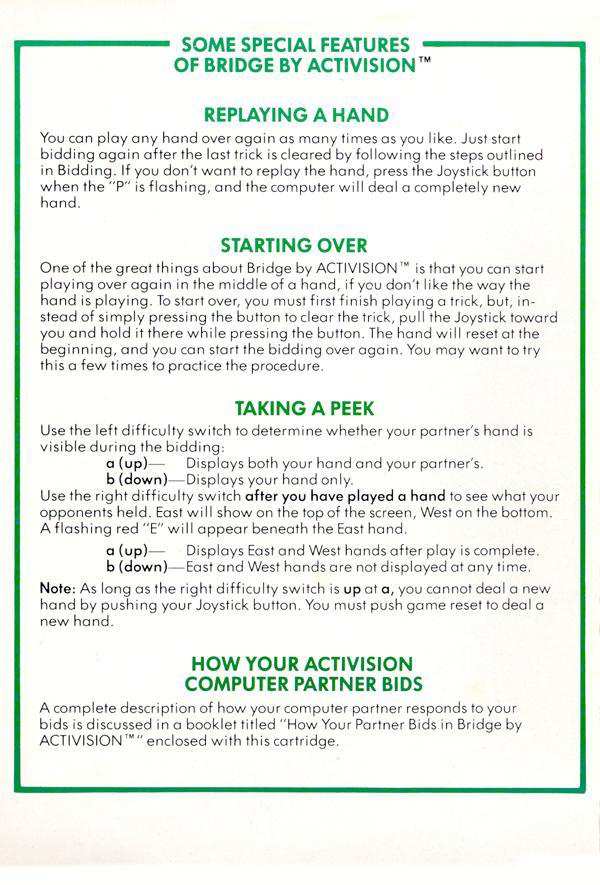 SOME SPECIAL FEATURES
OF BRIDGE BY ACTIVISION™
REPLAYING A HAND
You can play any hand over again as many times as you like. Just start
bidding again after the last trick is cleared by following the steps outlined
in Bidding. If you don't want to replay the hand, press the Joystick button
when the "P" is flashing, and the computer will deal a completely new
hand.
STARTING OVER
One of the great things about Bridge by ACTIVISION™ is that you can start
playing over again in the middle of a hand, if you don't like the way the
hand is playing. To start over, you must first finish playing a trick, but, in-
stead of simply pressing the button to clear the trick, pull the Joystick toward
you and hold it there while pressing the button. The hand will reset at the
beginning, and you can start the bidding over again. You may want to try
this a few times to practice the procedure.
TAKING A PEEK
Use the left difficulty switch to determine whether your partner's hand is
visible during the bidding:
a (up)— Displays both your hand and your partner's.
b (down)—Displays your hand only.
Use the right difficulty switch after you have played a hand to see what your
opponents held. East will show on the top of the screen, West on the bottom.
A flashing red "E" will appear beneath the East hand.
a (up)— Displays East and West hands after play is complete.
b (down)—East and West hands are not displayed at any time.
Note: As long as the right difficulty switch is up at a, you cannot deal a new
hand by pushing your Joystick button. You must push game reset to deal a
new hand.
HOW YOUR ACTIVISION
COMPUTER PARTNER BIDS
A complete description of how your computer partner responds to your
bids is discussed in a booklet titled "How Your Partner Bids in Bridge by
ACTIVISION™" enclosed with this cartridge.